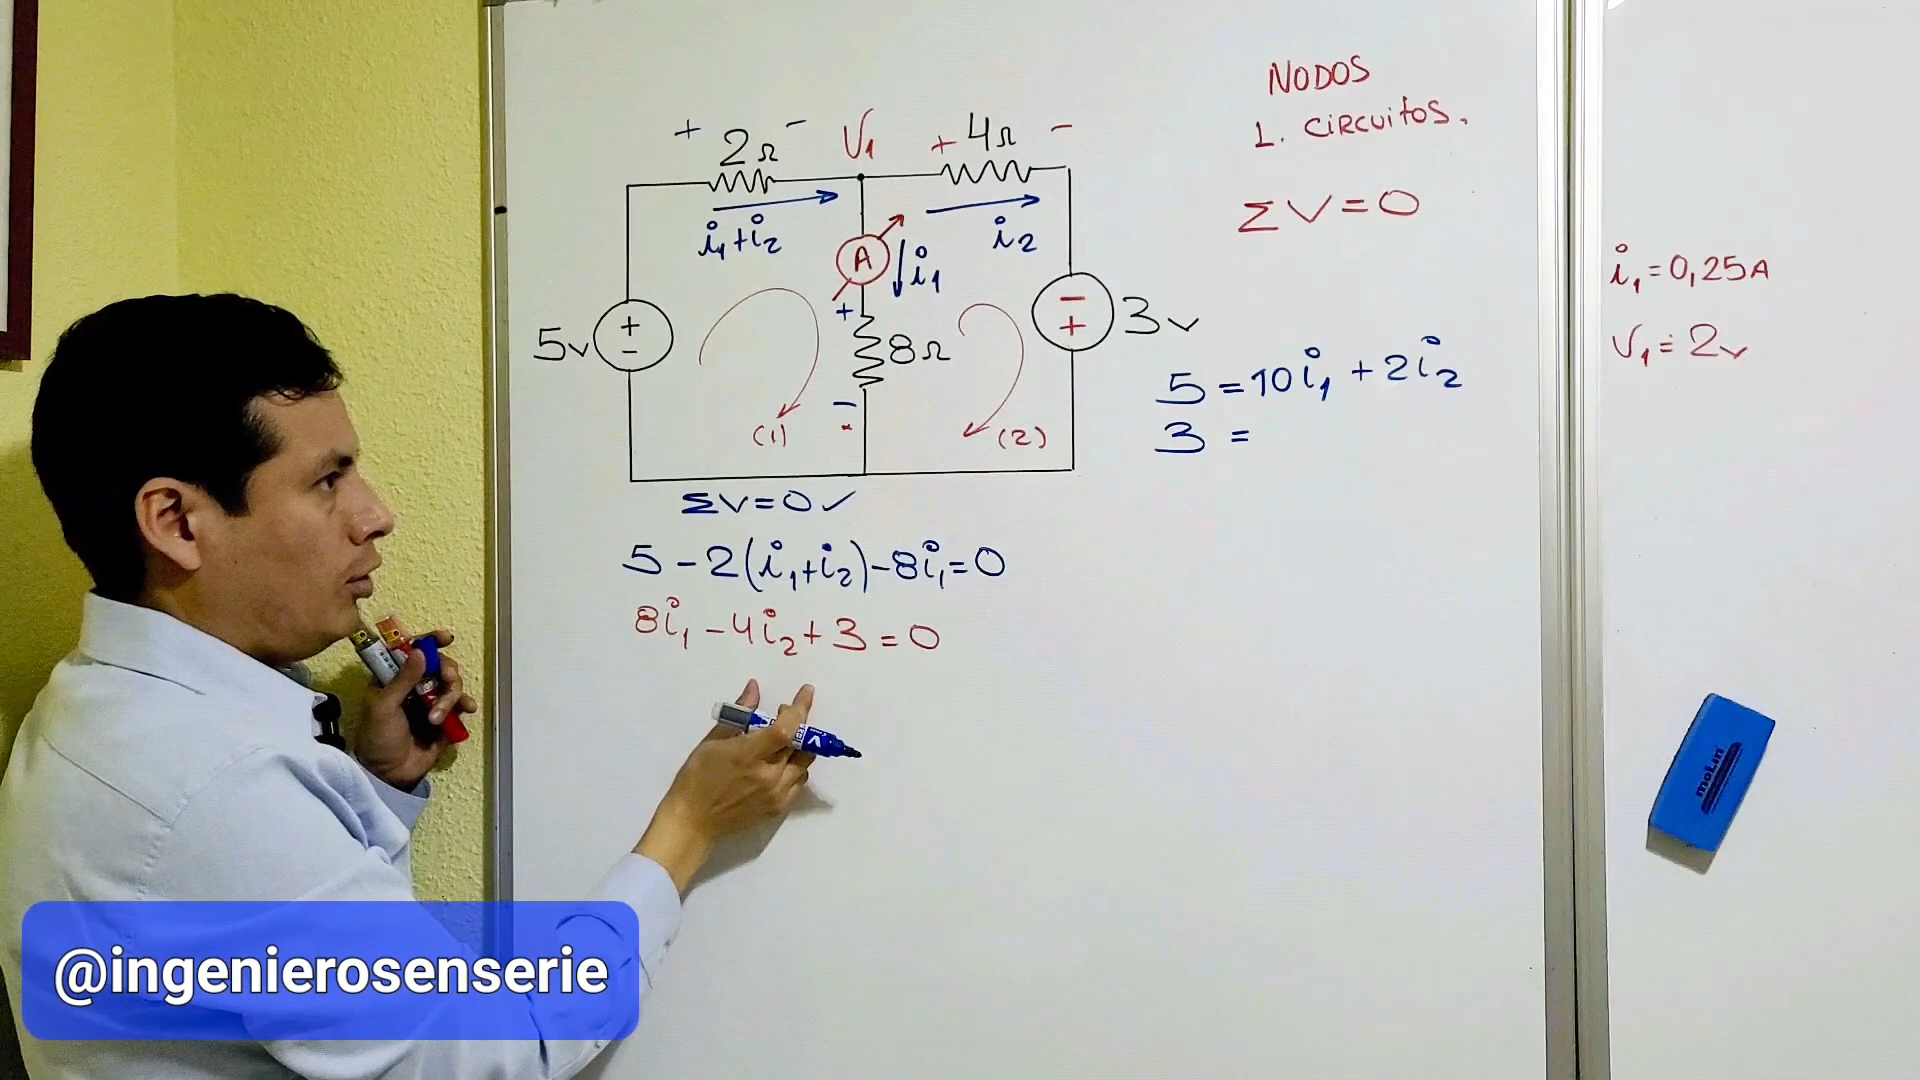 NODOS
L. CIRCUITOS.
ΣV=0
+ 2Ω - V₁ + 4Ω -
i₁+i₂
i₂
A
i₁
+
5v
+
-
8Ω
-
+
3v
-
(1)
(2)
ΣV=0 ✓
5-2(i₁+i₂)-8i₁=0
8i₁-4i₂+3=0
5=10i₁+2i₂
3=
i₁=0,25A
V₁=2v
molin
@ingenierosenserie